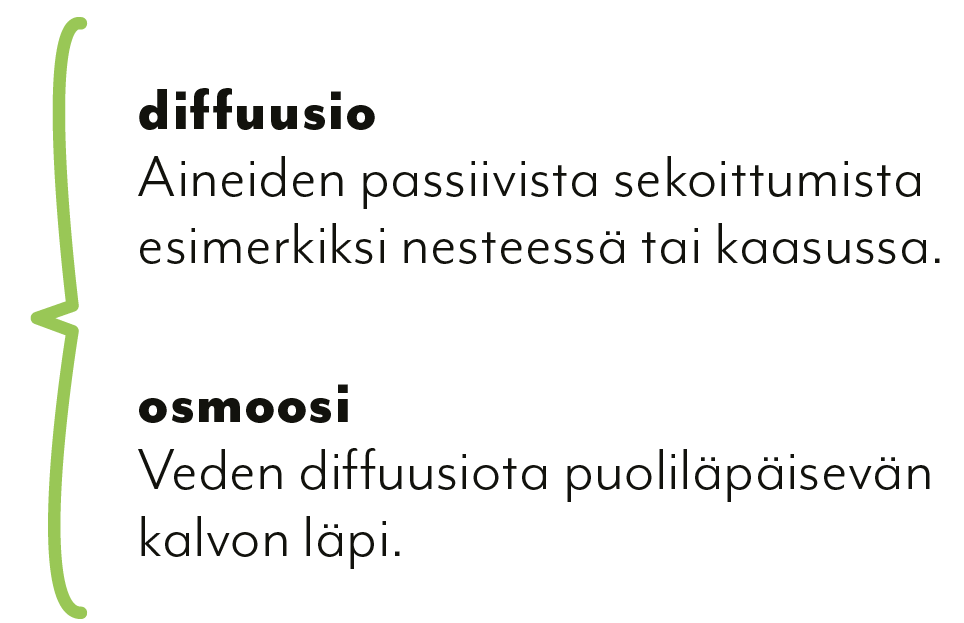 diffuusio
Aineiden passiivista sekoittumista
esimerkiksi nesteessä tai kaasussa.
osmoosi
Veden diffuusiota puoliläpäisevän
kalvon läpi.